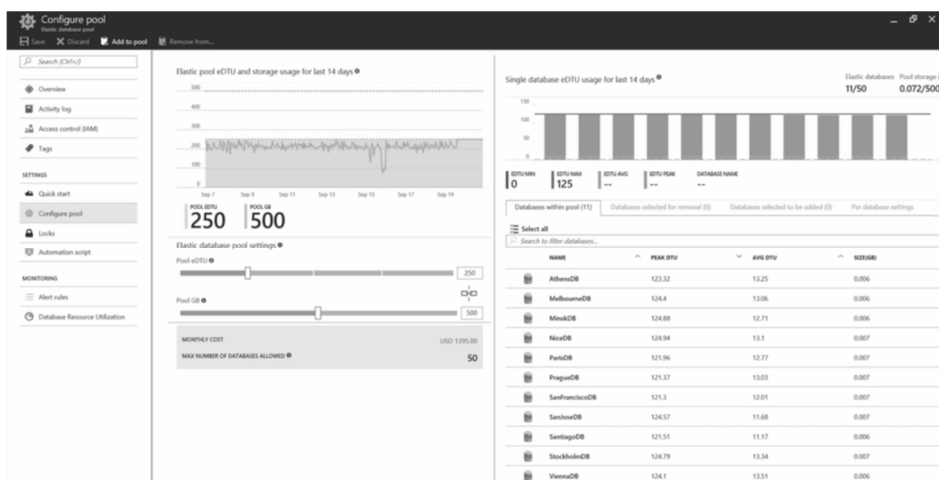 Configure pool
Elastic database pool
Save Discard Add to pool Remove from...
Search (Ctrl+/)
Overview
Activity log
Access control (IAM)
Tags
SETTINGS
Quick start
Configure pool
Locks
Automation script
MONITORING
Alert rules
Database Resource Utilization
Elastic pool eDTU and storage usage for last 14 days
500
400
300
200
100
0
Sep 7 Sep 9 Sep 11 Sep 13 Sep 15 Sep 17 Sep 19
POOL EDTU POOL GB
250 500
Elastic database pool settings
Pool eDTU
250
Pool GB
500
MONTHLY COST USD 1395.00
MAX NUMBER OF DATABASES ALLOWED 50
Single database eDTU usage for last 14 days
Elastic databases Pool storage (
11/50 0.072/500
150
100
50
0
EDTU MIN EDTU MAX EDTU AVG EDTU PEAK DATABASE NAME
0 125 -- -- --
Databases within pool (11) Databases selected for removal (0) Databases selected to be added (0) Per database settings
Select all
Search to filter databases...
NAME PEAK DTU AVG DTU SIZE(GB)
AthensDB 123.32 13.25 0.006
MelbourneDB 124.4 13.06 0.006
MinskDB 124.88 12.71 0.006
NiceDB 124.94 13.1 0.007
ParisDB 121.96 12.77 0.007
PragueDB 121.37 13.03 0.007
SanFranciscoDB 121.3 12.01 0.007
SanJoseDB 124.57 11.68 0.007
SantiagoDB 121.51 11.17 0.006
StockholmDB 124.79 13.34 0.007
ViennaDB 124.1 13.51 0.006